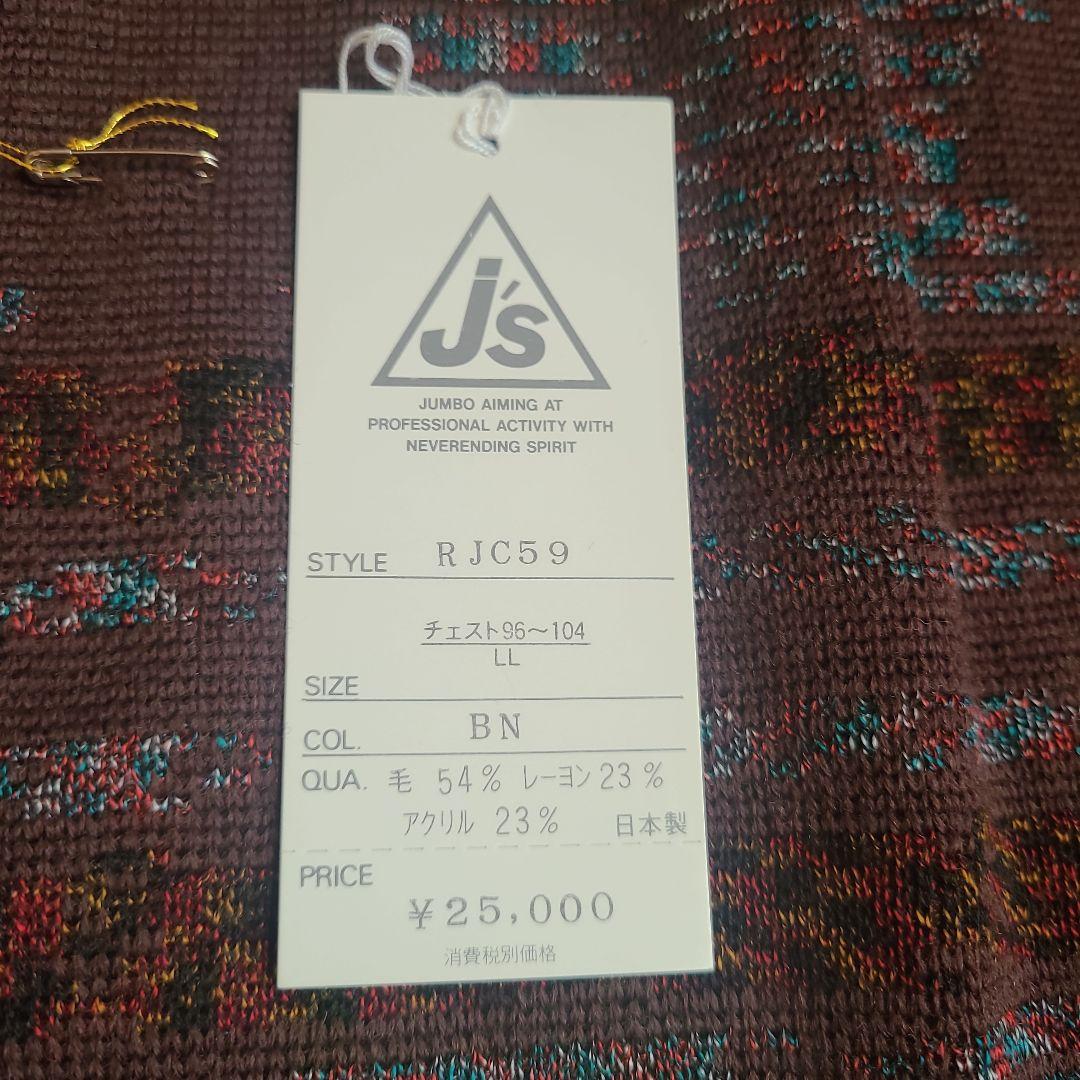 J's
JUMBO AIMING AT
PROFESSIONAL ACTIVITY WITH
NEVERENDING SPIRIT
STYLE RJC59
チェスト96～104
LL
SIZE
COL. BN
QUA. 毛 54% レーヨン 23%
アクリル 23% 日本製
PRICE
¥25,000
消費税別価格